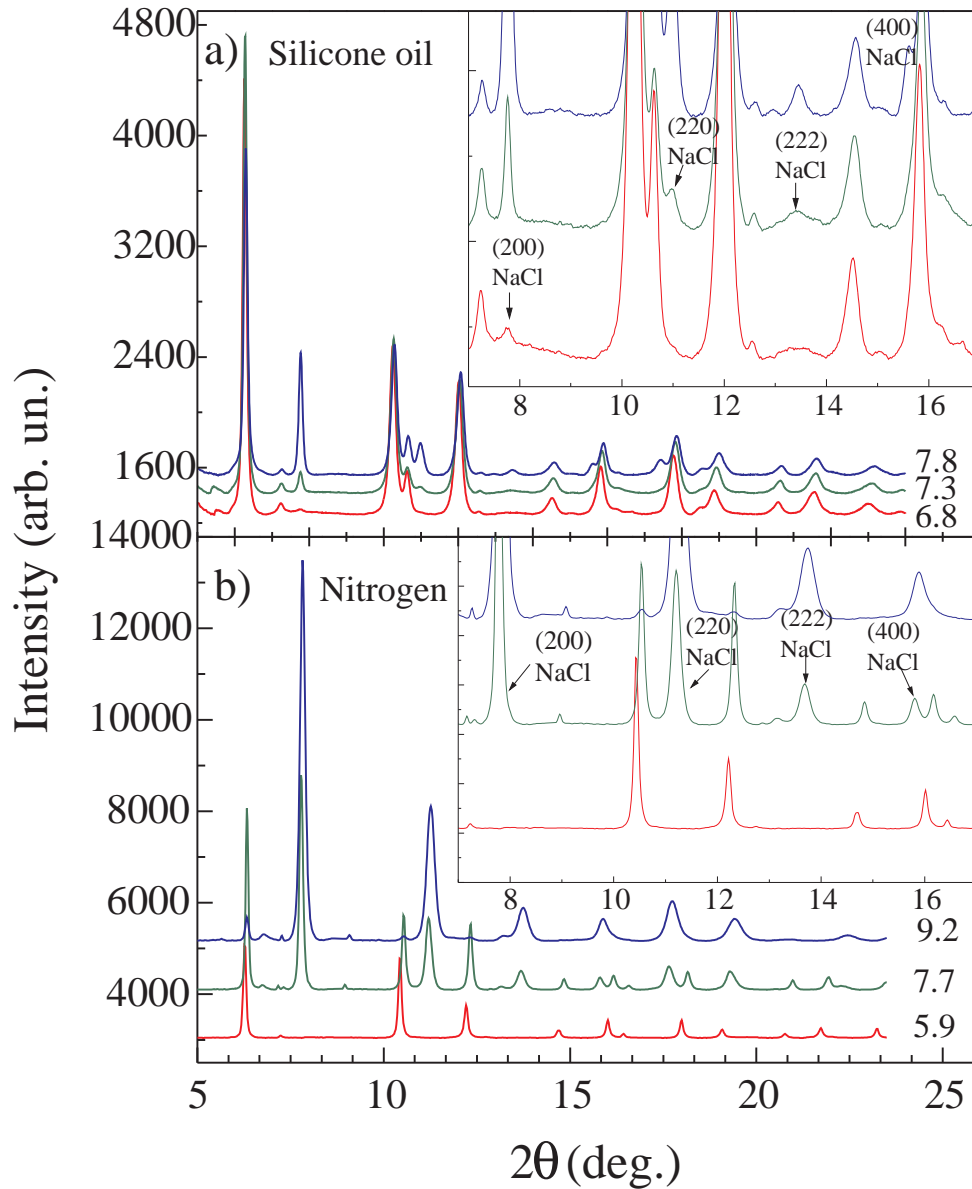 4800
4000
3200
2400
1600
a)
Silicone oil
(400)
NaCl
(220)
NaCl
(222)
NaCl
(200)
NaCl
8
10
12
14
16
7.8
7.3
6.8
Intensity (arb. un.)
14000
12000
10000
8000
6000
4000
b)
Nitrogen
(200)
NaCl
(220)
NaCl
(222)
NaCl
(400)
NaCl
8
10
12
14
16
9.2
7.7
5.9
5
10
15
20
25
2θ (deg.)